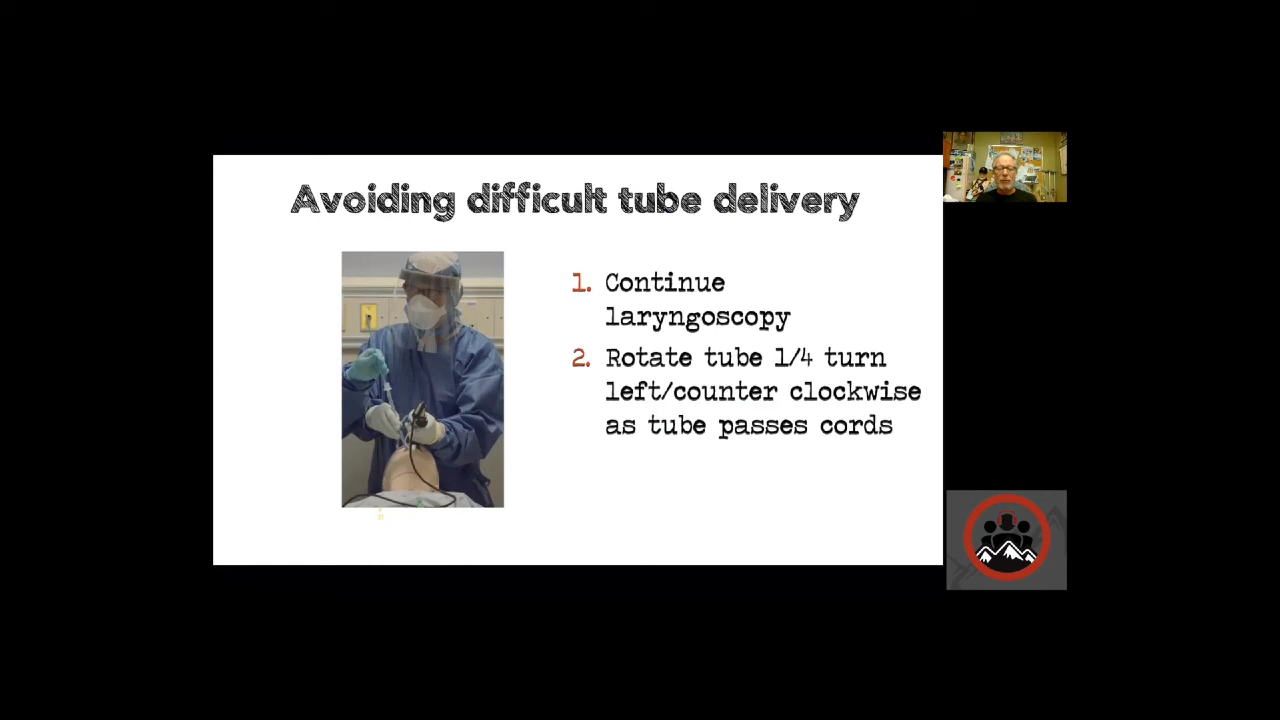 Avoiding difficult tube delivery
1. Continue
laryngoscopy
2. Rotate tube 1/4 turn
left/counter clockwise
as tube passes cords